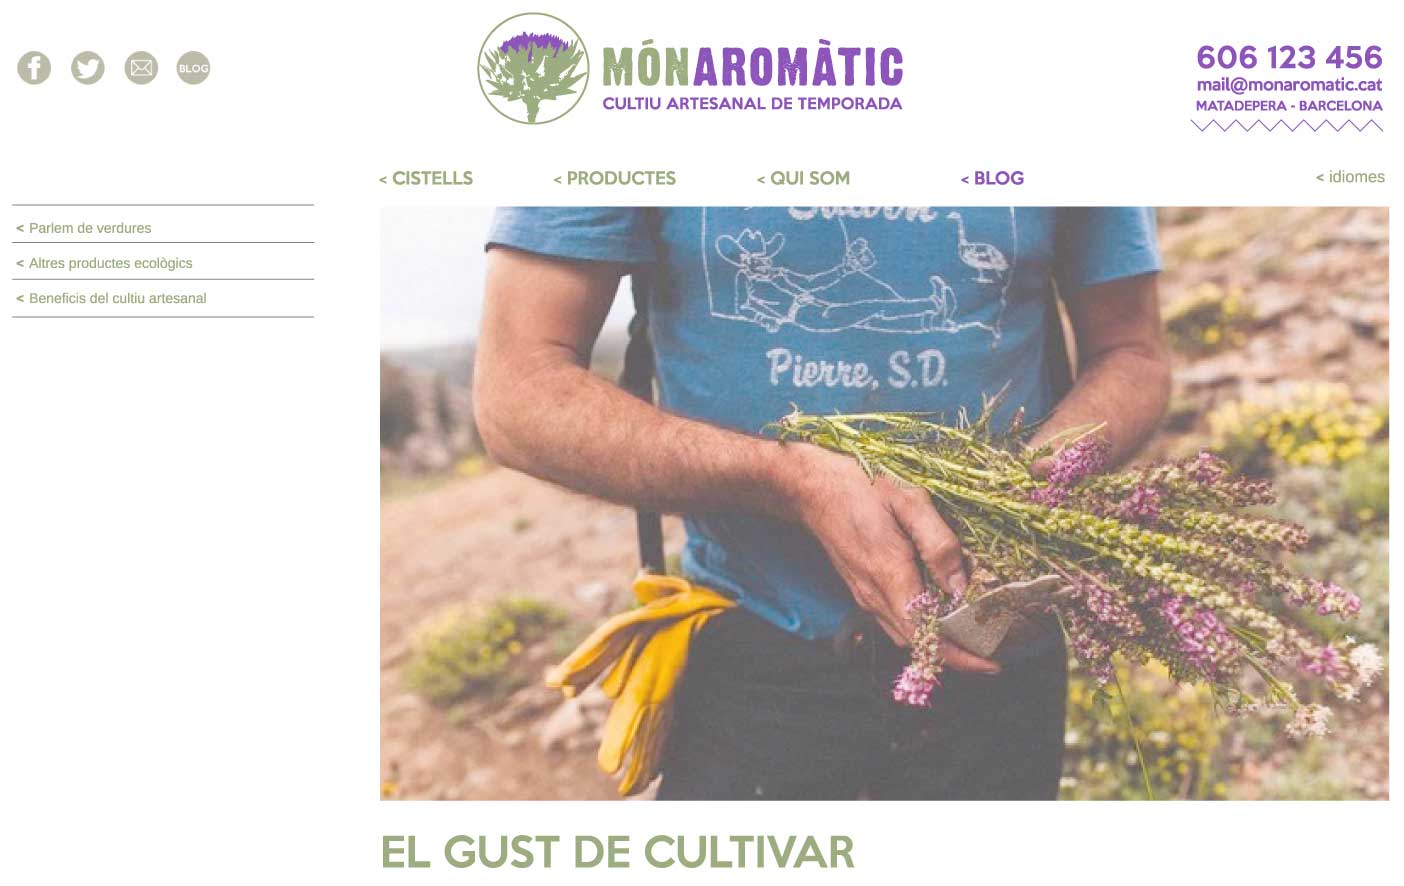 BLOG
MÓNAROMÀTIC
CULTIU ARTESANAL DE TEMPORADA
606 123 456
mail@monaromatic.cat
MATADEPERA - BARCELONA
< CISTELLS
< PRODUCTES
< QUI SOM
< BLOG
< idiomes
< Parlem de verdures
< Altres productes ecològics
< Beneficis del cultiu artesanal
Pierre, S.D.
EL GUST DE CULTIVAR